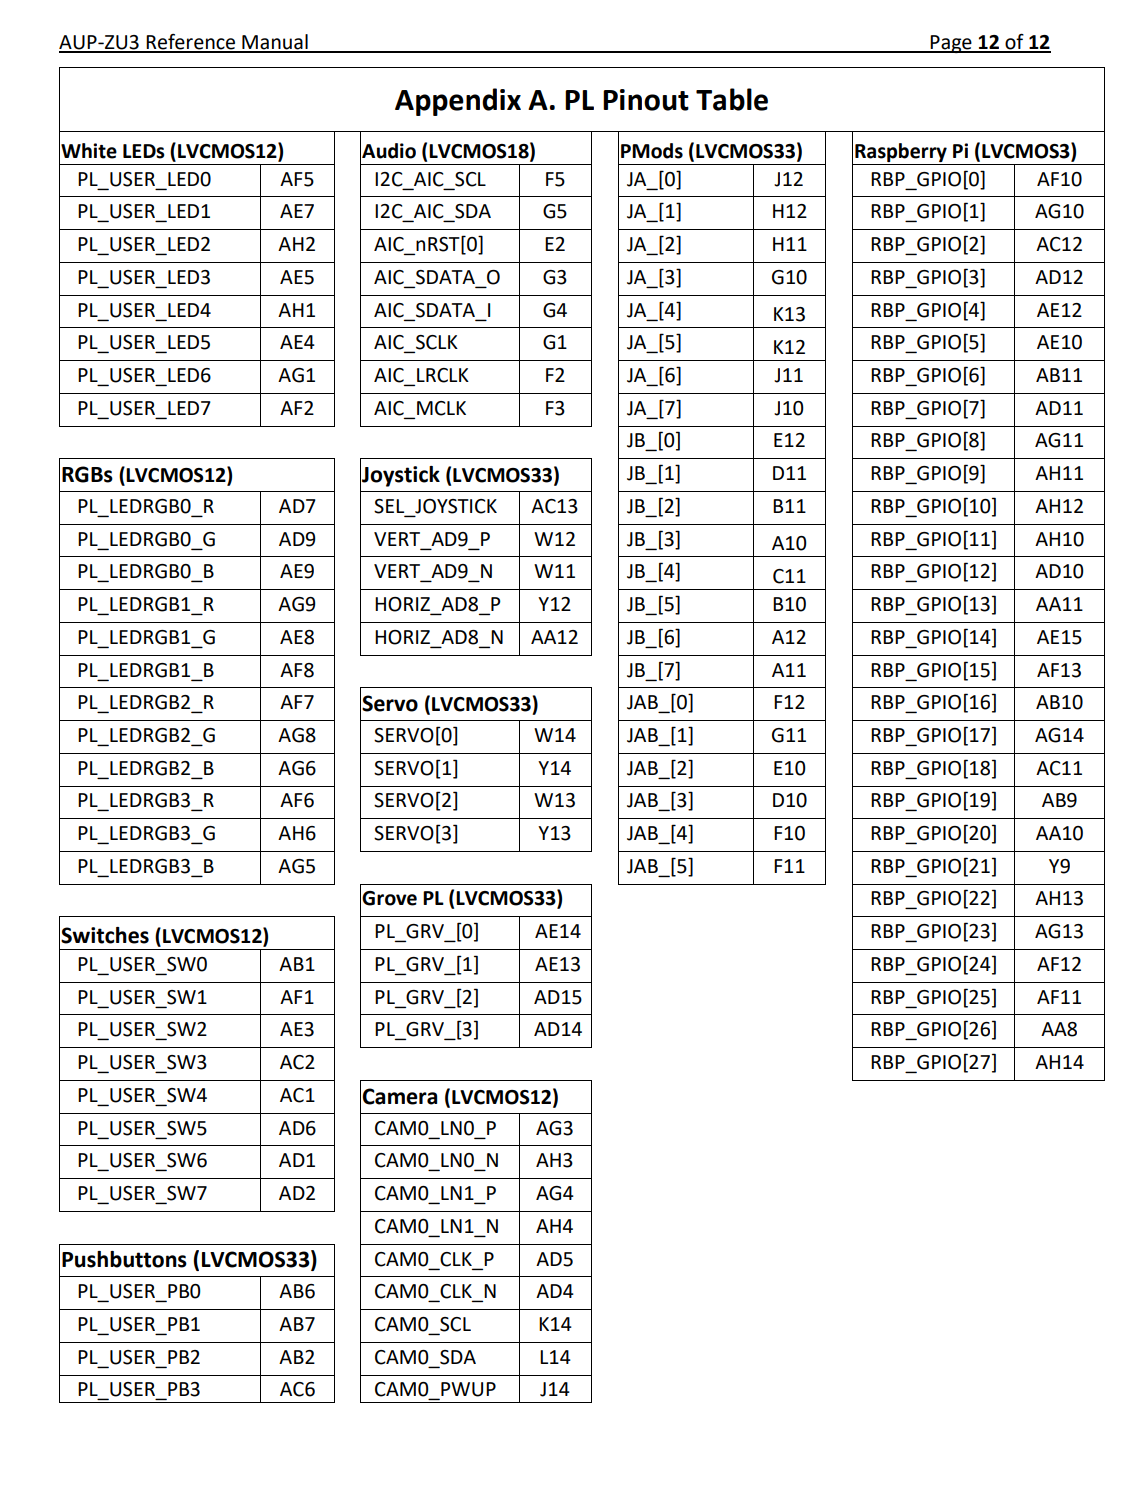 AUP-ZU3 Reference Manual Page 12 of 12
Appendix A. PL Pinout Table
White LEDs (LVCMOS12)
PL_USER_LED0 AF5
PL_USER_LED1 AE7
PL_USER_LED2 AH2
PL_USER_LED3 AE5
PL_USER_LED4 AH1
PL_USER_LED5 AE4
PL_USER_LED6 AG1
PL_USER_LED7 AF2
RGBs (LVCMOS12)
PL_LEDRGB0_R AD7
PL_LEDRGB0_G AD9
PL_LEDRGB0_B AE9
PL_LEDRGB1_R AG9
PL_LEDRGB1_G AE8
PL_LEDRGB1_B AF8
PL_LEDRGB2_R AF7
PL_LEDRGB2_G AG8
PL_LEDRGB2_B AG6
PL_LEDRGB3_R AF6
PL_LEDRGB3_G AH6
PL_LEDRGB3_B AG5
Switches (LVCMOS12)
PL_USER_SW0 AB1
PL_USER_SW1 AF1
PL_USER_SW2 AE3
PL_USER_SW3 AC2
PL_USER_SW4 AC1
PL_USER_SW5 AD6
PL_USER_SW6 AD1
PL_USER_SW7 AD2
Pushbuttons (LVCMOS33)
PL_USER_PB0 AB6
PL_USER_PB1 AB7
PL_USER_PB2 AB2
PL_USER_PB3 AC6
Audio (LVCMOS18)
I2C_AIC_SCL F5
I2C_AIC_SDA G5
AIC_nRST[0] E2
AIC_SDATA_O G3
AIC_SDATA_I G4
AIC_SCLK G1
AIC_LRCLK F2
AIC_MCLK F3
Joystick (LVCMOS33)
SEL_JOYSTICK AC13
VERT_AD9_P W12
VERT_AD9_N W11
HORIZ_AD8_P Y12
HORIZ_AD8_N AA12
Servo (LVCMOS33)
SERVO[0] W14
SERVO[1] Y14
SERVO[2] W13
SERVO[3] Y13
Grove PL (LVCMOS33)
PL_GRV_[0] AE14
PL_GRV_[1] AE13
PL_GRV_[2] AD15
PL_GRV_[3] AD14
Camera (LVCMOS12)
CAM0_LN0_P AG3
CAM0_LN0_N AH3
CAM0_LN1_P AG4
CAM0_LN1_N AH4
CAM0_CLK_P AD5
CAM0_CLK_N AD4
CAM0_SCL K14
CAM0_SDA L14
CAM0_PWUP J14
PMods (LVCMOS33)
JA_[0] J12
JA_[1] H12
JA_[2] H11
JA_[3] G10
JA_[4] K13
JA_[5] K12
JA_[6] J11
JA_[7] J10
JB_[0] E12
JB_[1] D11
JB_[2] B11
JB_[3] A10
JB_[4] C11
JB_[5] B10
JB_[6] A12
JB_[7] A11
JAB_[0] F12
JAB_[1] G11
JAB_[2] E10
JAB_[3] D10
JAB_[4] F10
JAB_[5] F11
Raspberry Pi (LVCMOS3)
RBP_GPIO[0] AF10
RBP_GPIO[1] AG10
RBP_GPIO[2] AC12
RBP_GPIO[3] AD12
RBP_GPIO[4] AE12
RBP_GPIO[5] AE10
RBP_GPIO[6] AB11
RBP_GPIO[7] AD11
RBP_GPIO[8] AG11
RBP_GPIO[9] AH11
RBP_GPIO[10] AH12
RBP_GPIO[11] AH10
RBP_GPIO[12] AD10
RBP_GPIO[13] AA11
RBP_GPIO[14] AE15
RBP_GPIO[15] AF13
RBP_GPIO[16] AB10
RBP_GPIO[17] AG14
RBP_GPIO[18] AC11
RBP_GPIO[19] AB9
RBP_GPIO[20] AA10
RBP_GPIO[21] Y9
RBP_GPIO[22] AH13
RBP_GPIO[23] AG13
RBP_GPIO[24] AF12
RBP_GPIO[25] AF11
RBP_GPIO[26] AA8
RBP_GPIO[27] AH14